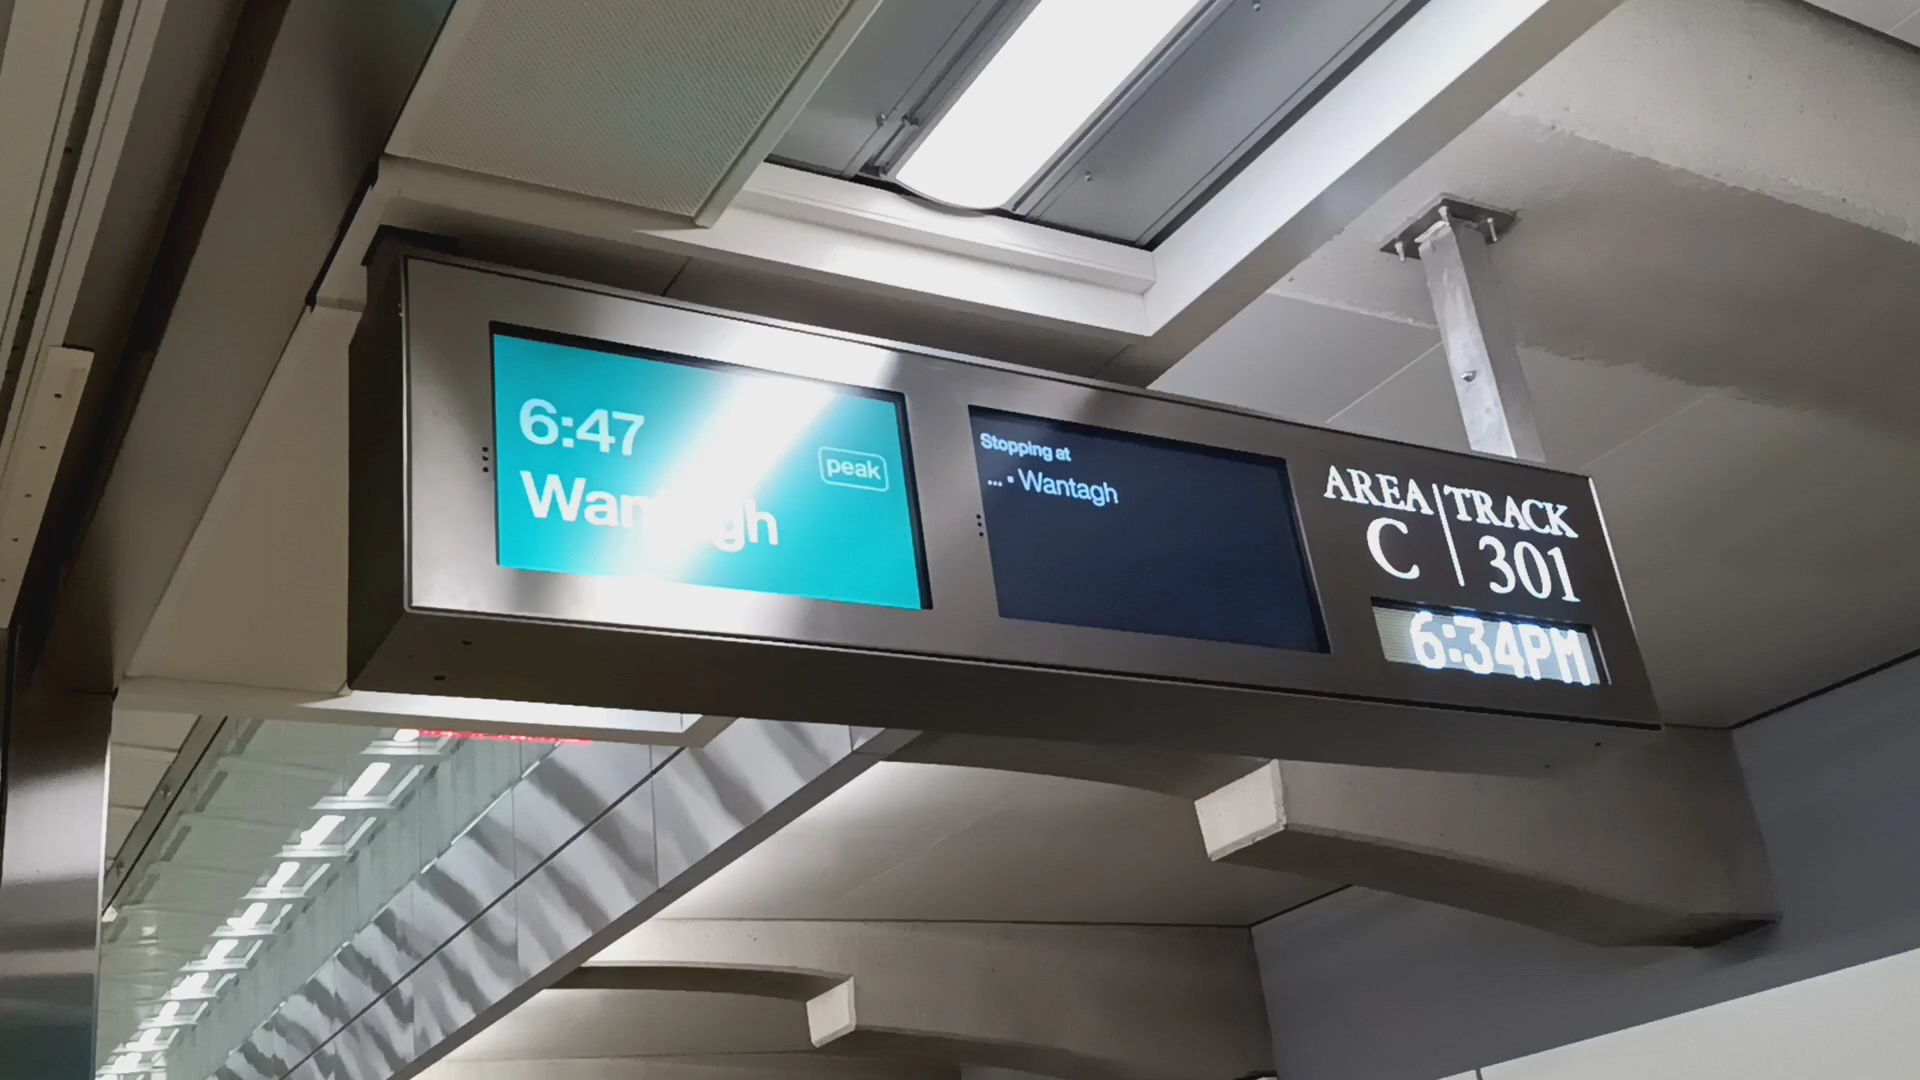 6:47
peak
Wantagh
Stopping at
... • Wantagh
AREA
C
TRACK
301
6:34PM